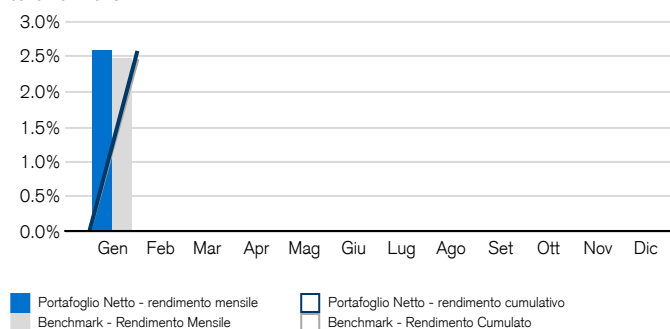 3.0%
2.5%
2.0%
1.5%
1.0%
0.5%
0.0%
Gen Feb Mar Apr Mag Giu Lug Ago Set Ott Nov Dic
Portafoglio Netto - rendimento mensile Portafoglio Netto - rendimento cumulativo
Benchmark - Rendimento Mensile Benchmark - Rendimento Cumulato